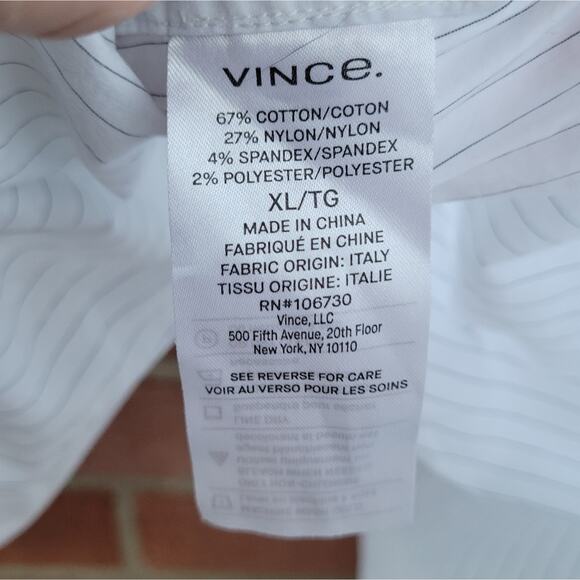 VINCe.
67% COTTON/COTON
27% NYLON/NYLON
4% SPANDEX/SPANDEX
2% POLYESTER/POLYESTER
XL/TG
MADE IN CHINA
FABRIQUÉ EN CHINE
FABRIC ORIGIN: ITALY
TISSU ORIGINE: ITALIE
RN#106730
Vince, LLC
500 Fifth Avenue, 20th Floor
New York, NY 10110
SEE REVERSE FOR CARE
VOIR AU VERSO POUR LES SOINS